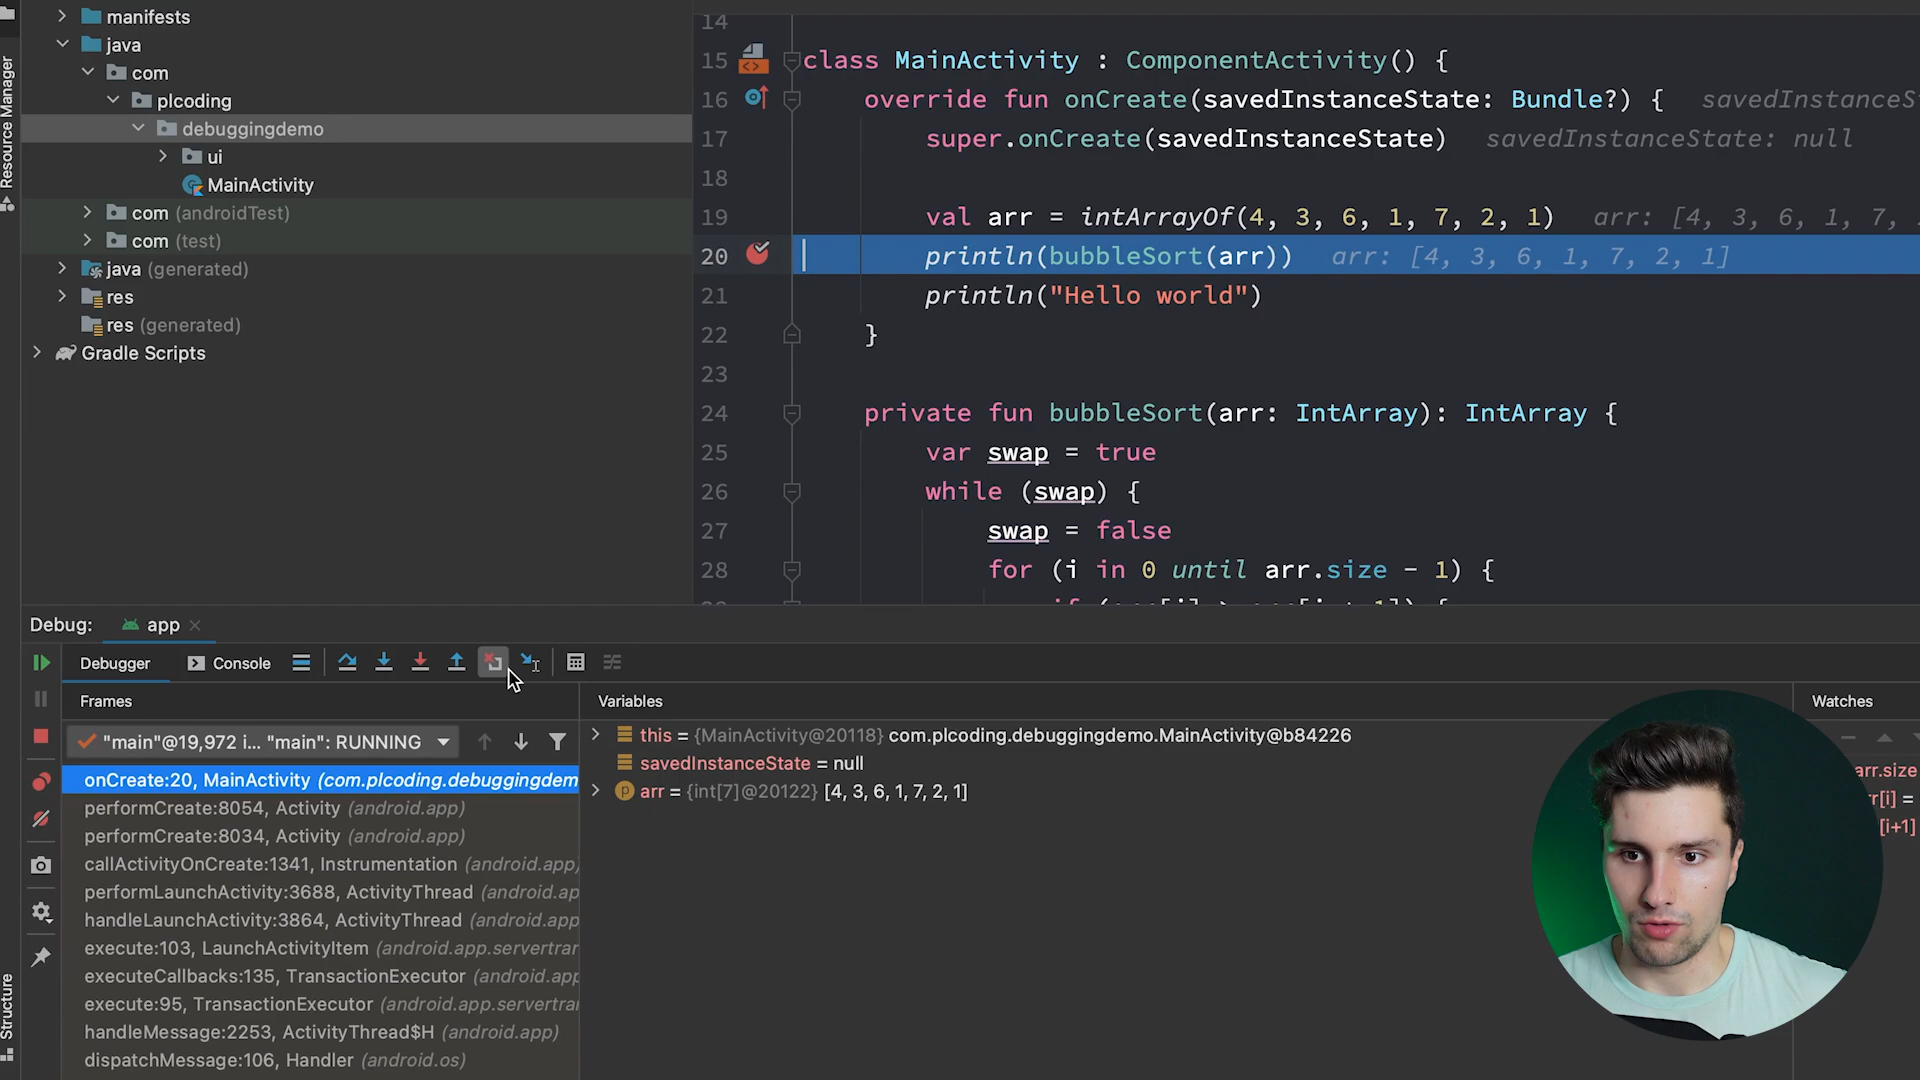 manifests
java
com
plcoding
debuggingdemo
ui
MainActivity
com (androidTest)
com (test)
java (generated)
res
res (generated)
Gradle Scripts
Resource Manager
Structure
14
15 class MainActivity : ComponentActivity() {
16 override fun onCreate(savedInstanceState: Bundle?) { savedInstanceS
17 super.onCreate(savedInstanceState) savedInstanceState: null
18
19 val arr = intArrayOf(4, 3, 6, 1, 7, 2, 1) arr: [4, 3, 6, 1, 7,
20 println(bubbleSort(arr)) arr: [4, 3, 6, 1, 7, 2, 1]
21 println("Hello world")
22 }
23
24 private fun bubbleSort(arr: IntArray): IntArray {
25 var swap = true
26 while (swap) {
27 swap = false
28 for (i in 0 until arr.size - 1) {
Debug: app
Debugger Console
Frames
"main"@19,972 i... "main": RUNNING
onCreate:20, MainActivity (com.plcoding.debuggingdem
performCreate:8054, Activity (android.app)
performCreate:8034, Activity (android.app)
callActivityOnCreate:1341, Instrumentation (android.app)
performLaunchActivity:3688, ActivityThread (android.ap
handleLaunchActivity:3864, ActivityThread (android.app
execute:103, LaunchActivityItem (android.app.servertrar
executeCallbacks:135, TransactionExecutor (android.app
execute:95, TransactionExecutor (android.app.servertrar
handleMessage:2253, ActivityThread$H (android.app)
dispatchMessage:106, Handler (android.os)
Variables
this = {MainActivity@20118} com.plcoding.debuggingdemo.MainActivity@b84226
savedInstanceState = null
arr = {int[7]@20122} [4, 3, 6, 1, 7, 2, 1]
Watches
arr.size
[i] =
[i+1]